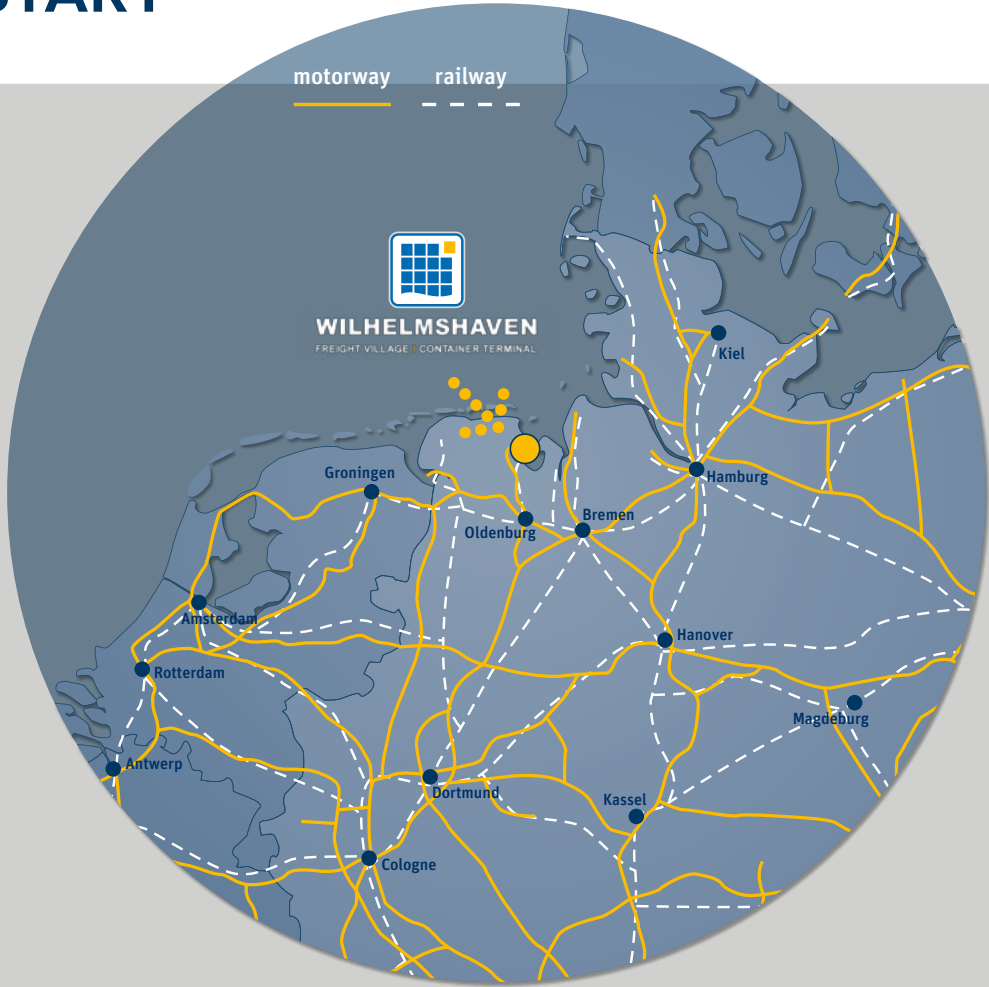 START
motorway railway
WILHELMSHAVEN
FREIGHT VILLAGE | CONTAINER TERMINAL
Kiel
Groningen
Hamburg
Bremen
Oldenburg
Amsterdam
Hanover
Rotterdam
Magdeburg
Antwerp
Dortmund
Kassel
Cologne